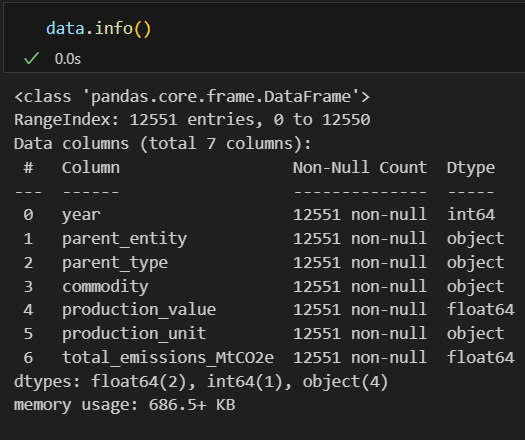 data.info()
0.0s
<class 'pandas.core.frame.DataFrame'>
RangeIndex: 12551 entries, 0 to 12550
Data columns (total 7 columns):
 #   Column                 Non-Null Count  Dtype
---  ------                 --------------  -----
 0   year                   12551 non-null  int64
 1   parent_entity          12551 non-null  object
 2   parent_type            12551 non-null  object
 3   commodity              12551 non-null  object
 4   production_value       12551 non-null  float64
 5   production_unit        12551 non-null  object
 6   total_emissions_MtCO2e  12551 non-null  float64
dtypes: float64(2), int64(1), object(4)
memory usage: 686.5+ KB